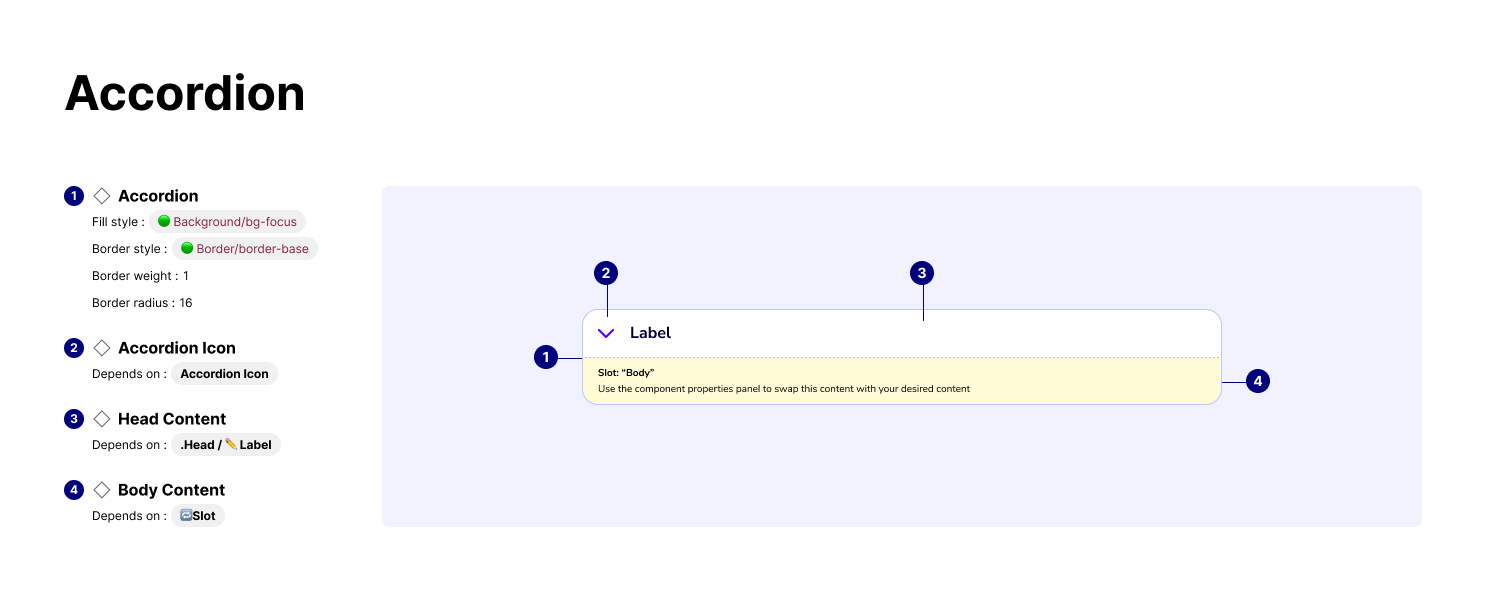 Accordion
1 Accordion
Fill style : 🟢 Background/bg-focus
Border style : 🟢 Border/border-base
Border weight : 1
Border radius : 16
2 Accordion Icon
Depends on : Accordion Icon
3 Head Content
Depends on : .Head / ✏️ Label
4 Body Content
Depends on : 🔁Slot
2
3
Label
1
Slot: “Body”
Use the component properties panel to swap this content with your desired content
4